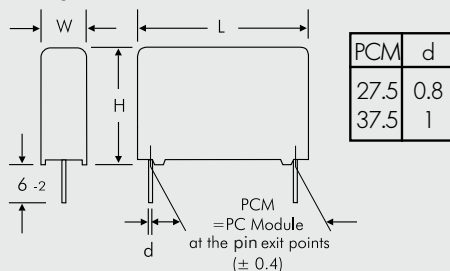 W
L
H
6 -2
d
PCM
=PC Module
at the pin exit points
(± 0.4)
PCM d
27.5 0.8
37.5 1